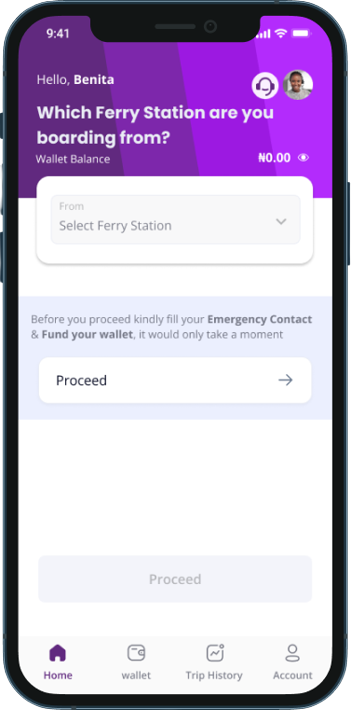 9:41
Hello, Benita
Which Ferry Station are you
boarding from?
Wallet Balance
₦0.00
From
Select Ferry Station
Before you proceed kindly fill your Emergency Contact
& Fund your wallet, it would only take a moment
Proceed
Proceed
Home
wallet
Trip History
Account